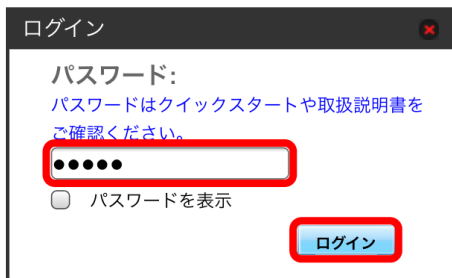 ログイン
パスワード:
パスワードはクイックスタートや取扱説明書を
ご確認ください。
●●●●●
パスワードを表示
ログイン